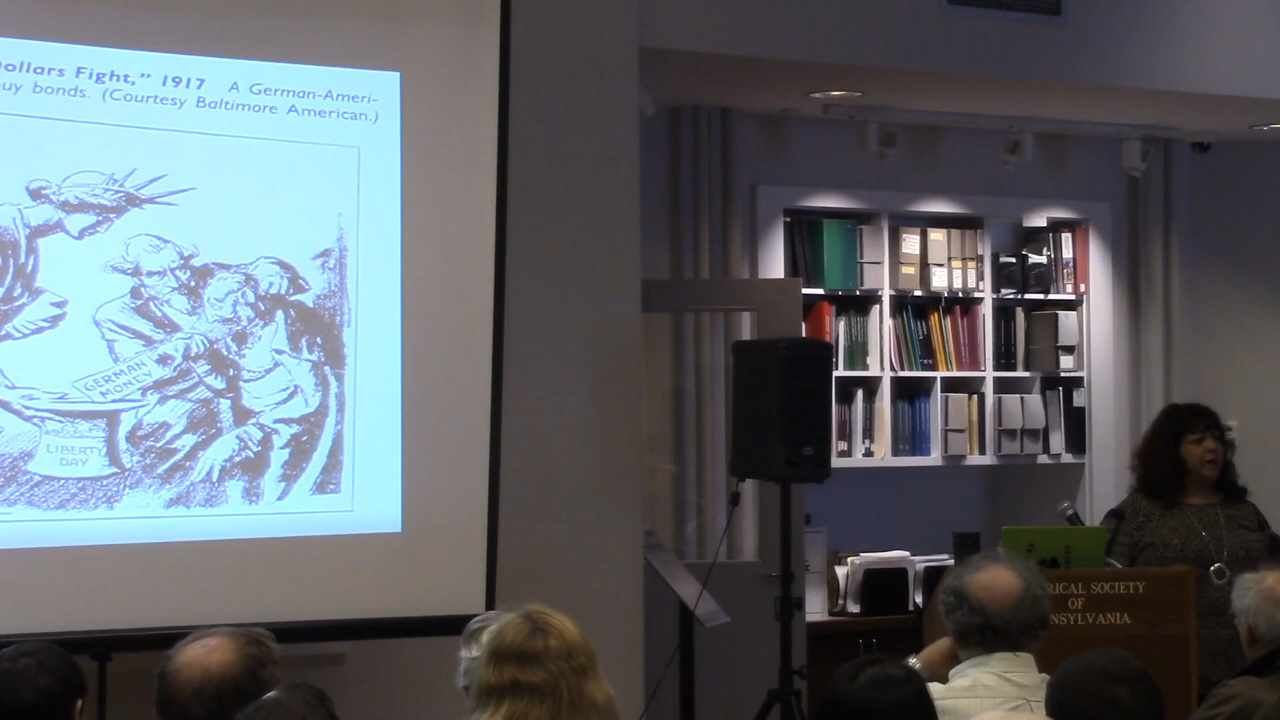 ollars Fight," 1917 A German-Ameri-
uy bonds. (Courtesy Baltimore American.)
GERMAN
MONEY
LIBERTY
DAY
RICAL SOCIETY
OF
NSYLVANIA